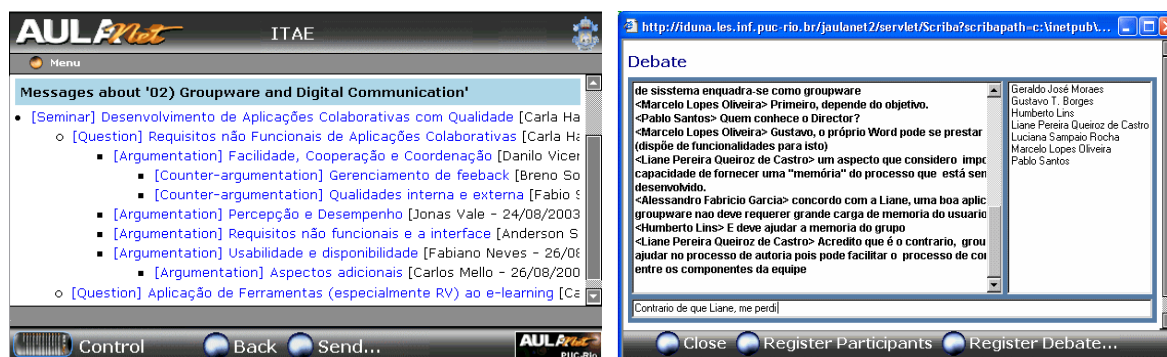 AULANet
ITAE
Menu
Messages about '02) Groupware and Digital Communication'
[Seminar] Desenvolvimento de Aplicações Colaborativas com Qualidade [Carla Ha
[Question] Requisitos não Funcionais de Aplicações Colaborativas [Carla Ha
[Argumentation] Facilidade, Cooperação e Coordenação [Danilo Vicer
[Counter-argumentation] Gerenciamento de feeback [Breno So
[Counter-argumentation] Qualidades interna e externa [Fabio S
[Argumentation] Percepção e Desempenho [Jonas Vale - 24/08/2003
[Argumentation] Requisitos não funcionais e a interface [Anderson S
[Argumentation] Usabilidade e disponibilidade [Fabiano Neves - 26/08
[Argumentation] Aspectos adicionais [Carlos Mello - 26/08/200
[Question] Aplicação de Ferramentas (especialmente RV) ao e-learning [Ca
Control
Back
Send...
AULANet
PUC-Rio
http://iduna.les.inf.puc-rio.br/jaulanet2/servlet/Scriba?scribapath=c:\inetpub\...
Debate
de sisstema enquadra-se como groupware
<Marcelo Lopes Oliveira> Primeiro, depende do objetivo.
<Pablo Santos> Quem conhece o Director?
<Marcelo Lopes Oliveira> Gustavo, o próprio Word pode se prestar
(dispõe de funcionalidades para isto)
<Liane Pereira Queiroz de Castro> um aspecto que considero impo
capacidade de fornecer uma "memória" do processo que está sen
desenvolvido.
<Alessandro Fabricio Garcia> concordo com a Liane, uma boa aplic
groupware nao deve requerer grande carga de memoria do usuario
<Humberto Lins> E deve ajudar a memoria do grupo
<Liane Pereira Queiroz de Castro> Acredito que é o contrario, grou
ajudar no processo de autoria pois pode facilitar o processo de co
entre os componentes da equipe
Geraldo José Moraes
Gustavo T. Borges
Humberto Lins
Liane Pereira Queiroz de Castro
Luciana Sampaio Rocha
Marcelo Lopes Oliveira
Pablo Santos
Contrario de que Liane, me perdi
Close
Register Participants
Register Debate...